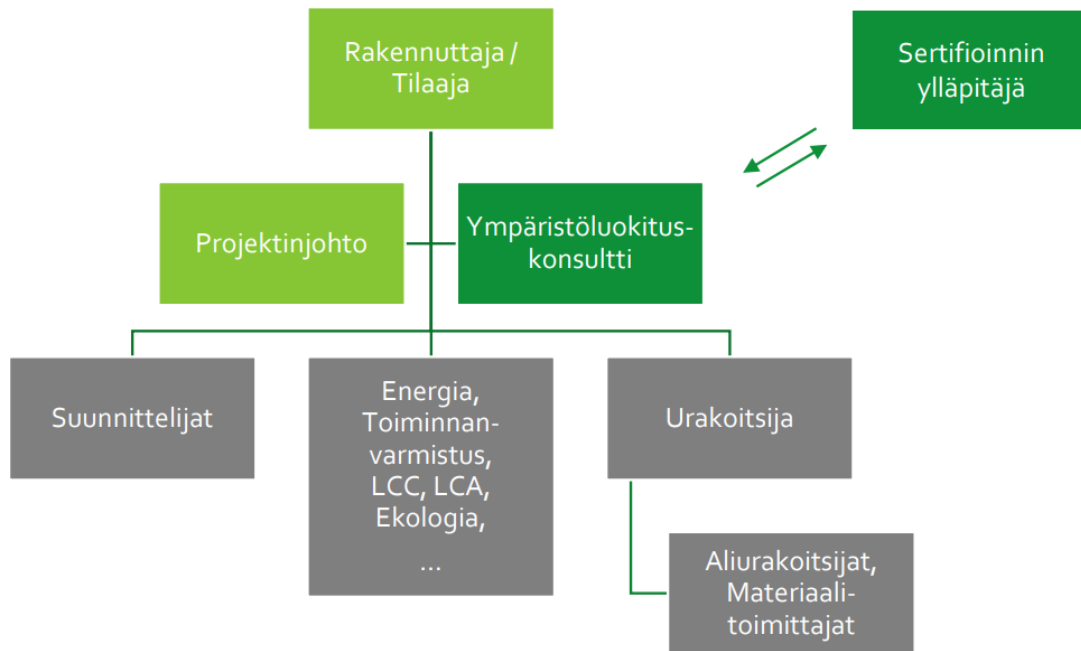 Rakennuttaja /
Tilaaja
Sertifioinnin
ylläpitäjä
Projektinjohto
Ympäristöluokitus-
konsultti
Suunnittelijat
Energia,
Toiminnan-
varmistus,
LCC, LCA,
Ekologia,
...
Urakoitsija
Aliurakoitsijat,
Materiaali-
toimittajat